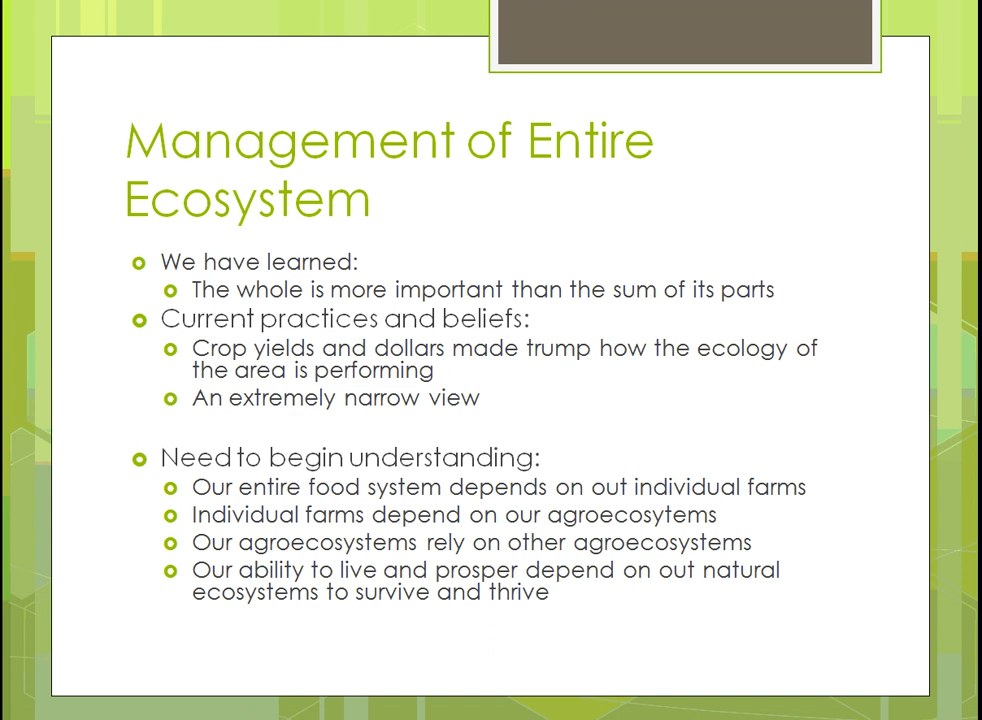 Management of Entire
Ecosystem
We have learned:
The whole is more important than the sum of its parts
Current practices and beliefs:
Crop yields and dollars made trump how the ecology of
the area is performing
An extremely narrow view
Need to begin understanding:
Our entire food system depends on out individual farms
Individual farms depend on our agroecosytems
Our agroecosystems rely on other agroecosystems
Our ability to live and prosper depend on out natural
ecosystems to survive and thrive